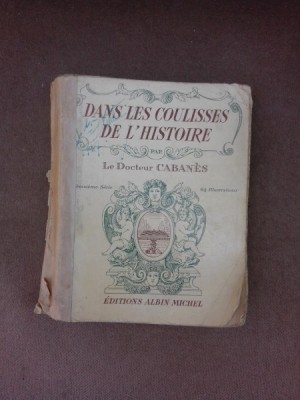 DANS LES COULISSES
DE L'HISTOIRE
PAR
Le Docteur CABANÈS
ÉDITIONS ALBIN MICHEL